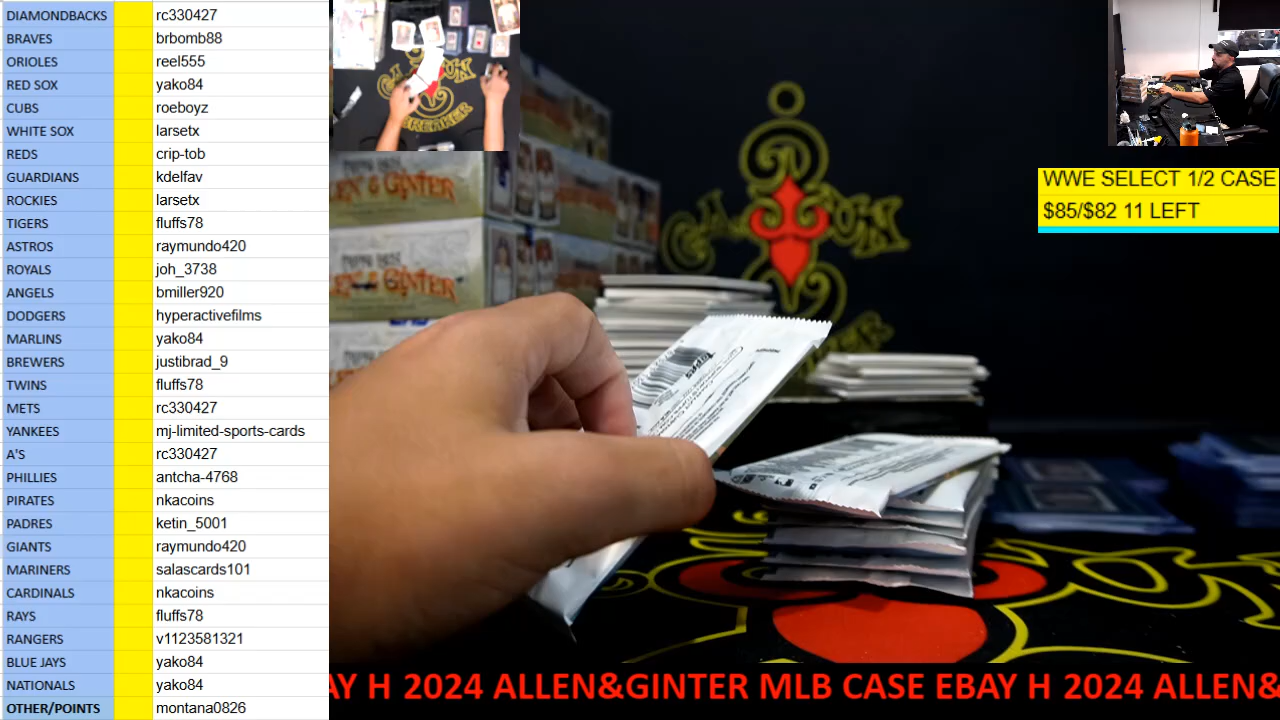 DIAMONDBACKS rc330427
BRAVES brbomb88
ORIOLES reel555
RED SOX yako84
CUBS roeboyz
WHITE SOX larsetx
REDS crip-tob
GUARDIANS kdelfav
ROCKIES larsetx
TIGERS fluffs78
ASTROS raymundo420
ROYALS joh_3738
ANGELS bmiller920
DODGERS hyperactivefilms
MARLINS yako84
BREWERS justibrad_9
TWINS fluffs78
METS rc330427
YANKEES mj-limited-sports-cards
A'S rc330427
PHILLIES antcha-4768
PIRATES nkacoins
PADRES ketin_5001
GIANTS raymundo420
MARINERS salascards101
CARDINALS nkacoins
RAYS fluffs78
RANGERS v1123581321
BLUE JAYS yako84
NATIONALS yako84
OTHER/POINTS montana0826
WWE SELECT 1/2 CASE
$85/$82 11 LEFT
& GINTER
& GINTER
AY H 2024 ALLEN&GINTER MLB CASE EBAY H 2024 ALLEN&